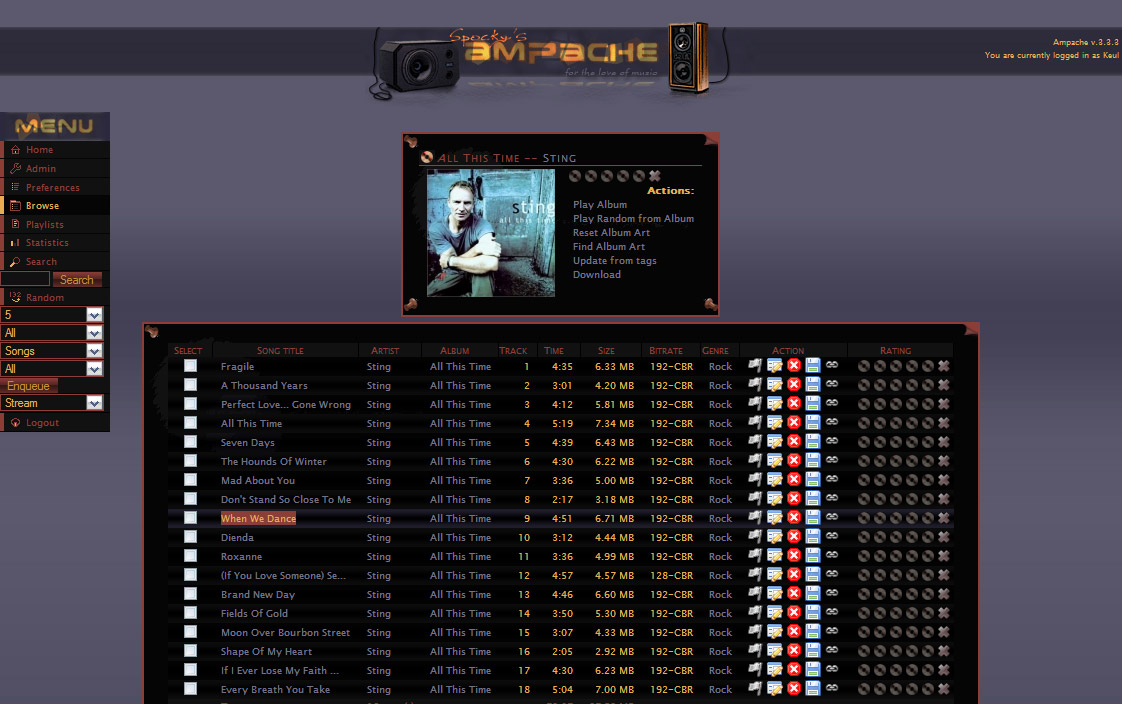 Spocky's
AMPACHE
for the love of music
Ampache v.3.3.3
You are currently logged in as Keul
MENU
Home
Admin
Preferences
Browse
Playlists
Statistics
Search
Search
Random
5
All
Songs
All
Enqueue
Stream
Logout
All This Time -- Sting
sting
all this time
Actions:
Play Album
Play Random from Album
Reset Album Art
Find Album Art
Update from tags
Download
Select Song title Artist Album Track Time Size Bitrate Genre Action Rating
Fragile Sting All This Time 1 4:35 6.33 MB 192-CBR Rock
A Thousand Years Sting All This Time 2 3:01 4.20 MB 192-CBR Rock
Perfect Love... Gone Wrong Sting All This Time 3 4:12 5.81 MB 192-CBR Rock
All This Time Sting All This Time 4 5:19 7.34 MB 192-CBR Rock
Seven Days Sting All This Time 5 4:39 6.43 MB 192-CBR Rock
The Hounds Of Winter Sting All This Time 6 4:30 6.22 MB 192-CBR Rock
Mad About You Sting All This Time 7 3:36 5.00 MB 192-CBR Rock
Don't Stand So Close To Me Sting All This Time 8 2:17 3.18 MB 192-CBR Rock
When We Dance Sting All This Time 9 4:51 6.71 MB 192-CBR Rock
Dienda Sting All This Time 10 3:12 4.44 MB 192-CBR Rock
Roxanne Sting All This Time 11 3:36 4.99 MB 192-CBR Rock
(If You Love Someone) Se... Sting All This Time 12 4:57 4.57 MB 128-CBR Rock
Brand New Day Sting All This Time 13 4:46 6.60 MB 192-CBR Rock
Fields Of Gold Sting All This Time 14 3:50 5.30 MB 192-CBR Rock
Moon Over Bourbon Street Sting All This Time 15 3:07 4.33 MB 192-CBR Rock
Shape Of My Heart Sting All This Time 16 2:05 2.92 MB 192-CBR Rock
If I Ever Lose My Faith ... Sting All This Time 17 4:30 6.23 MB 192-CBR Rock
Every Breath You Take Sting All This Time 18 5:04 7.00 MB 192-CBR Rock